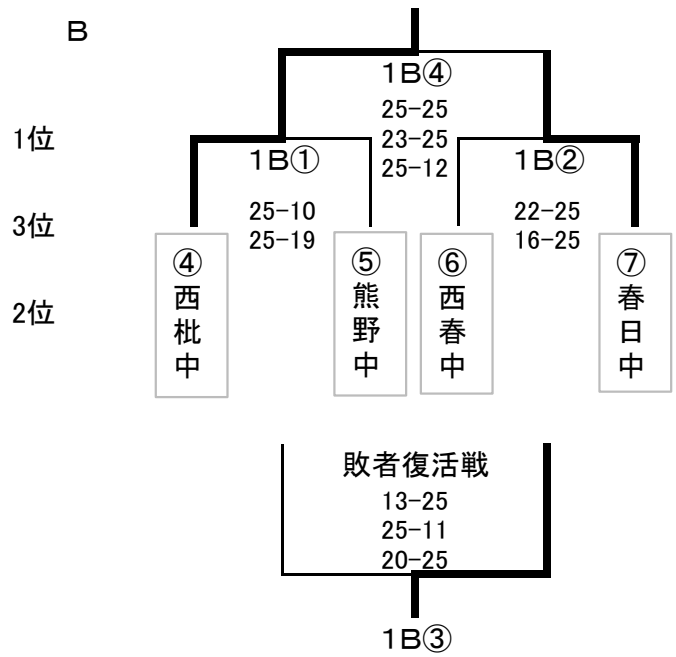 B
1B④
25-25
23-25
25-12
1位
1B①
1B②
3位
25-10
25-19
22-25
16-25
④西枇中
⑤熊野中
⑥西春中
⑦春日中
2位
敗者復活戦
13-25
25-11
20-25
1B③